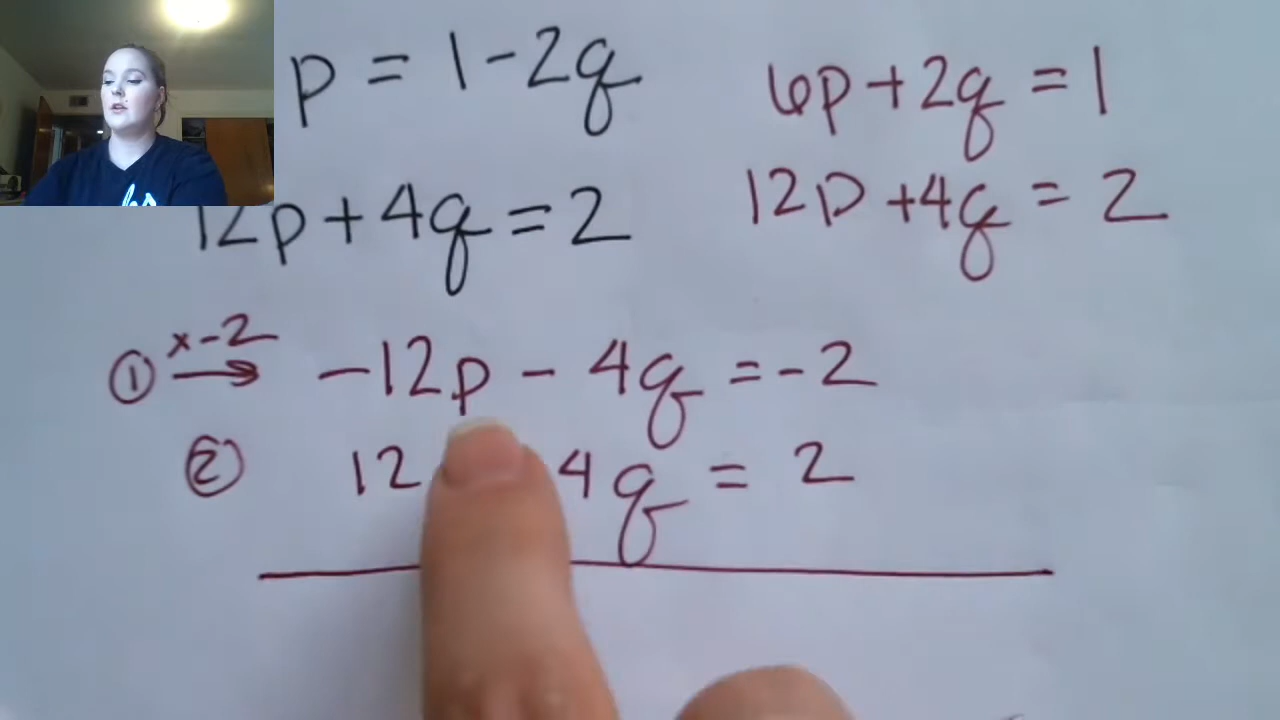 p = 1 - 2q
6p + 2q = 1
12p + 4q = 2
12p + 4q = 2
① x-2 → -12p - 4q = -2
② 12 4q = 2